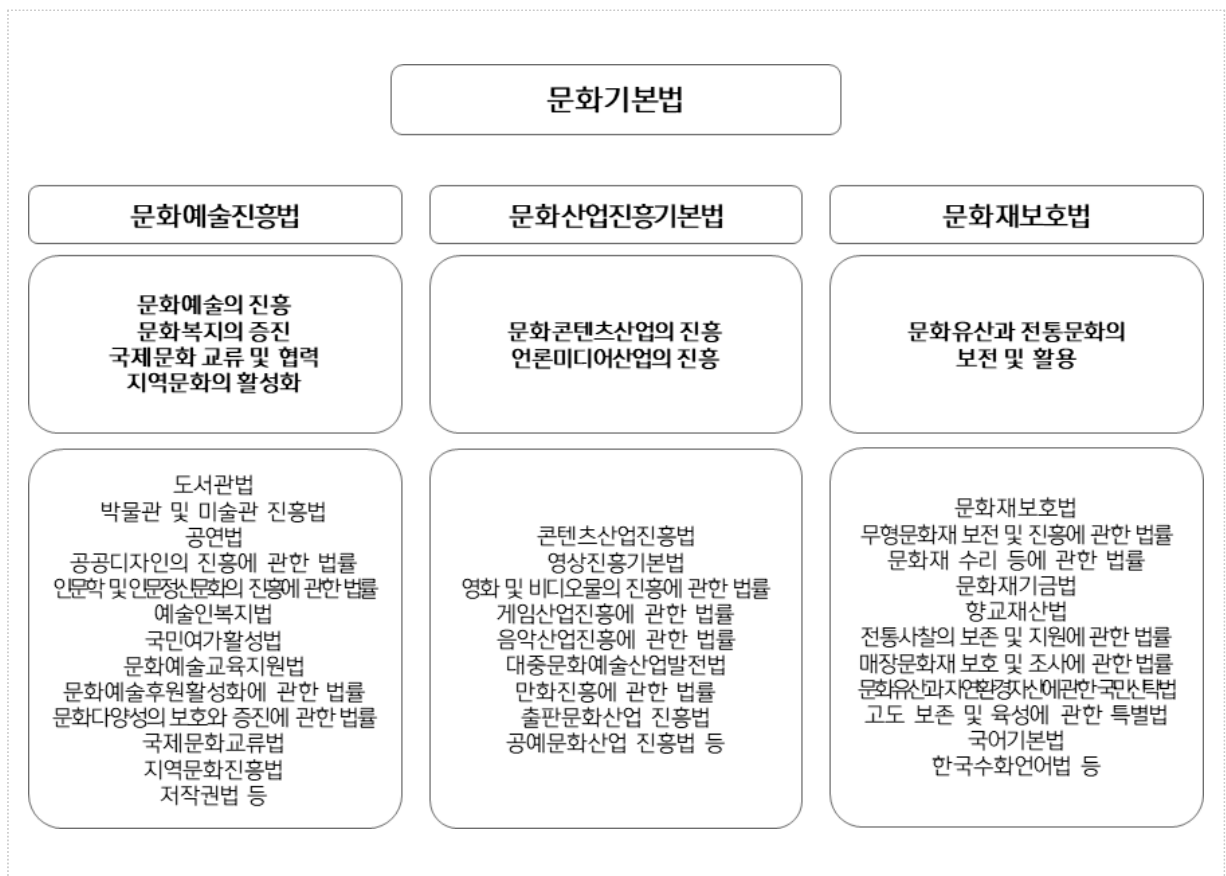 문화기본법
문화예술진흥법
문화예술의 진흥
문화복지의 증진
국제문화 교류 및 협력
지역문화의 활성화
도서관법
박물관 및 미술관 진흥법
공연법
공공디자인의 진흥에 관한 법률
인문학 및 인문정신문화의 진흥에 관한 법률
예술인복지법
국민여가활성법
문화예술교육지원법
문화예술후원활성화에 관한 법률
문화다양성의 보호와 증진에 관한 법률
국제문화교류법
지역문화진흥법
저작권법 등
문화산업진흥기본법
문화콘텐츠산업의 진흥
언론미디어산업의 진흥
콘텐츠산업진흥법
영상진흥기본법
영화 및 비디오물의 진흥에 관한 법률
게임산업진흥에 관한 법률
음악산업진흥에 관한 법률
대중문화예술산업발전법
만화진흥에 관한 법률
출판문화산업 진흥법
공예문화산업 진흥법 등
문화재보호법
문화유산과 전통문화의
보전 및 활용
문화재보호법
무형문화재 보전 및 진흥에 관한 법률
문화재 수리 등에 관한 법률
문화재기금법
향교재산법
전통사찰의 보존 및 지원에 관한 법률
매장문화재 보호 및 조사에 관한 법률
문화유산과 자연환경자산에 관한 국민신탁법
고도 보존 및 육성에 관한 특별법
국어기본법
한국수화언어법 등